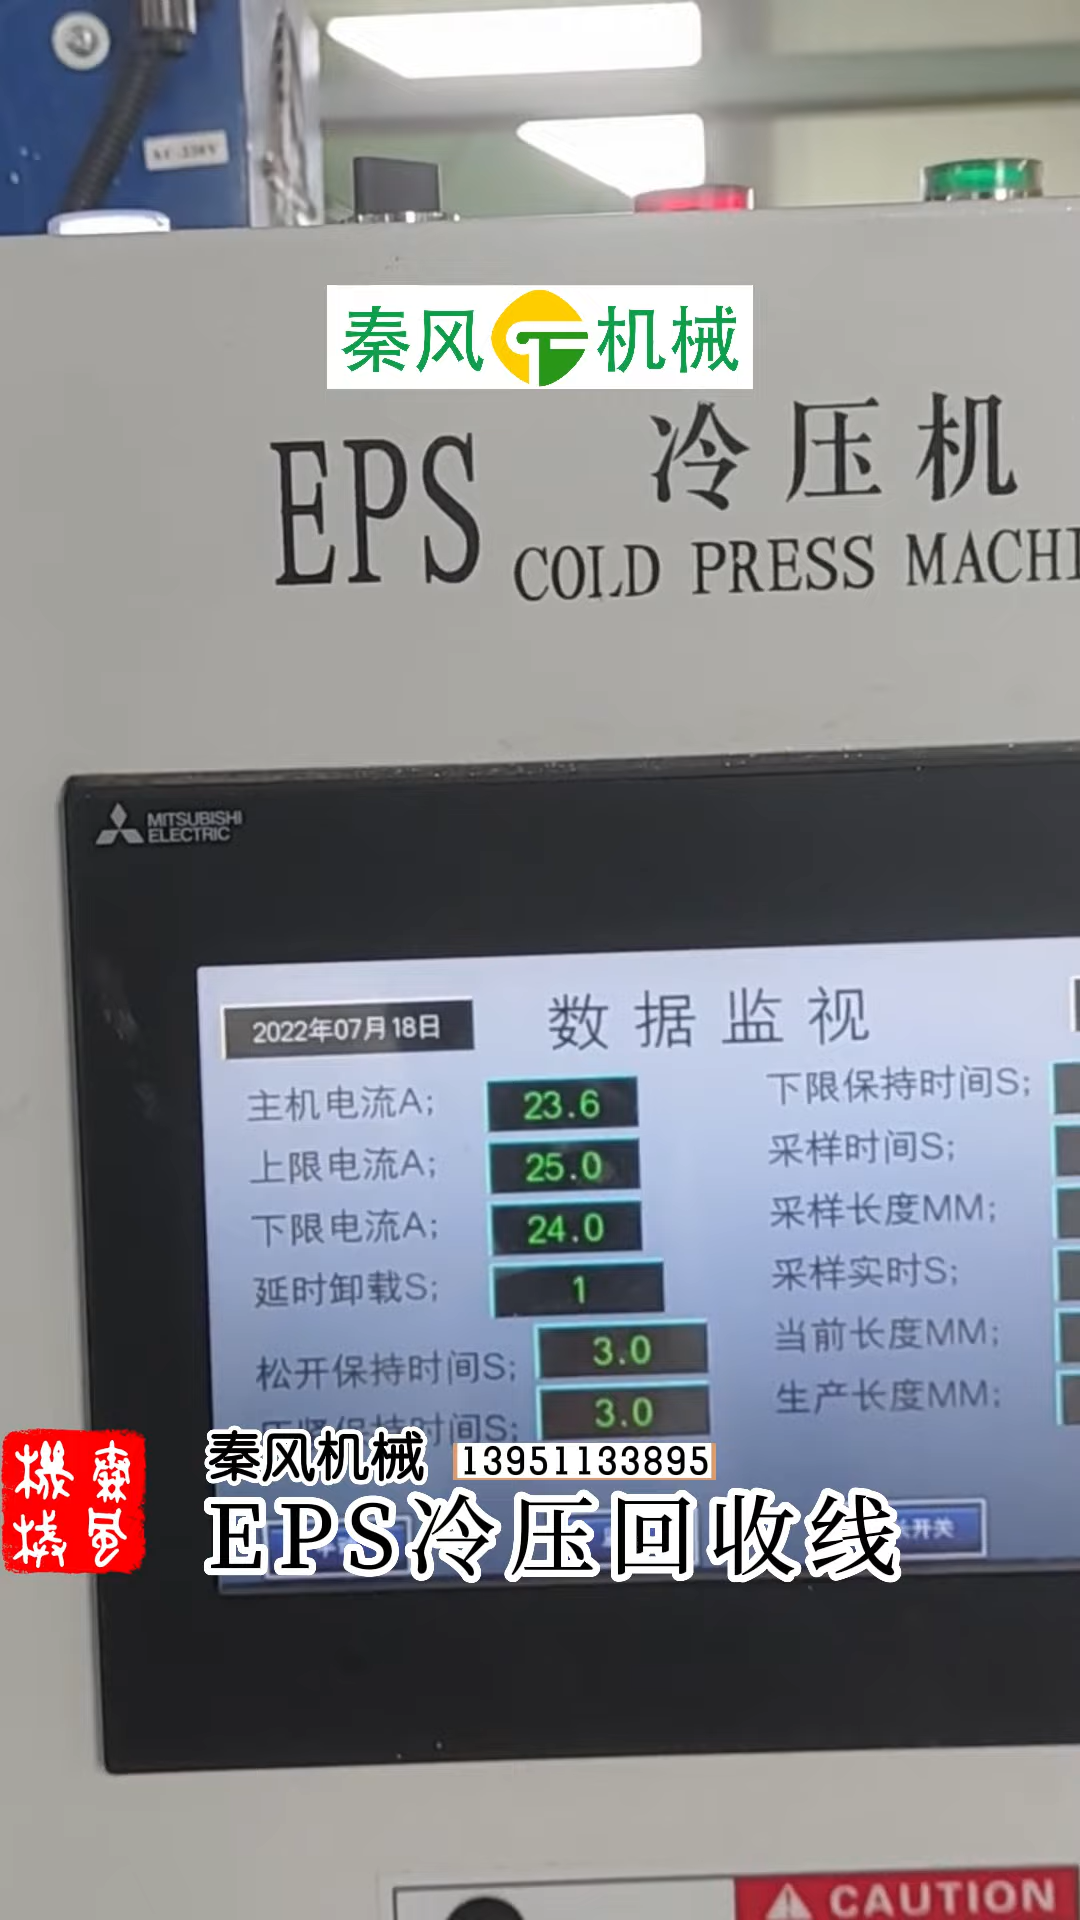 秦风机械
EPS 冷压机
COLD PRESS MACHI
MITSUBISHI
ELECTRIC
2022年07月18日
数据监视
主机电流A; 23.6
上限电流A; 25.0
下限电流A; 24.0
延时卸载S; 1
松开保持时间S; 3.0
保持时间S; 3.0
下限保持时间S;
采样时间S;
采样长度MM;
采样实时S;
当前长度MM;
生产长度MM;
秦风机械 13951133895
EPS冷压回收线
开关
CAUTION